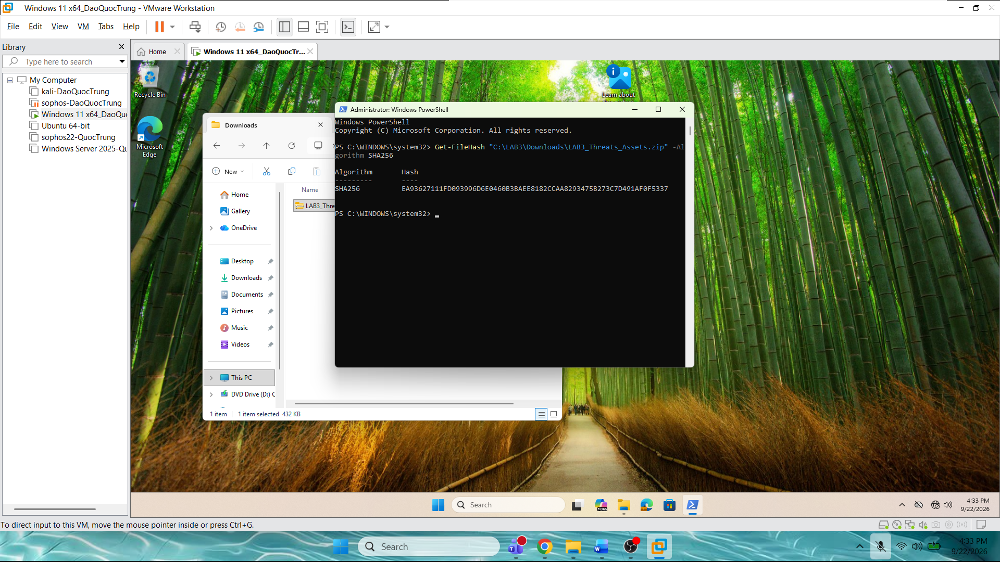 Windows 11 x64_DaoQuocTrung - VMware Workstation
File Edit View VM Tabs Help
Library
Type here to search
My Computer
kali-DaoQuocTrung
sophos-DaoQuocTrung
Windows 11 x64_DaoQuo
Ubuntu 64-bit
sophos22-QuocTrung
Windows Server 2025-Qu
Home
Windows 11 x64_DaoQuocTr...
Recycle Bin
Microsoft
Edge
Learn about
Downloads
New
Name
Home
Gallery
OneDrive
Desktop
Downloads
Documents
Pictures
Music
Videos
This PC
DVD Drive (D:) C
LAB3_Thre
1 item 1 item selected 432 KB
Administrator: Windows PowerShell
Windows PowerShell
Copyright (C) Microsoft Corporation. All rights reserved.
PS C:\WINDOWS\system32> Get-FileHash "C:\LAB3\Downloads\LAB3_Threats_Assets.zip" -Al
gorithm SHA256
Algorithm Hash
--------- ----
SHA256 EA93627111FD093996D6E0460B3BAEE8182CCAA8293475B273C7D491AF0F5337
PS C:\WINDOWS\system32>
Search
M365
4:33 PM
9/22/2026
To direct input to this VM, move the mouse pointer inside or press Ctrl+G.
Search
4:33 PM
9/22/2026